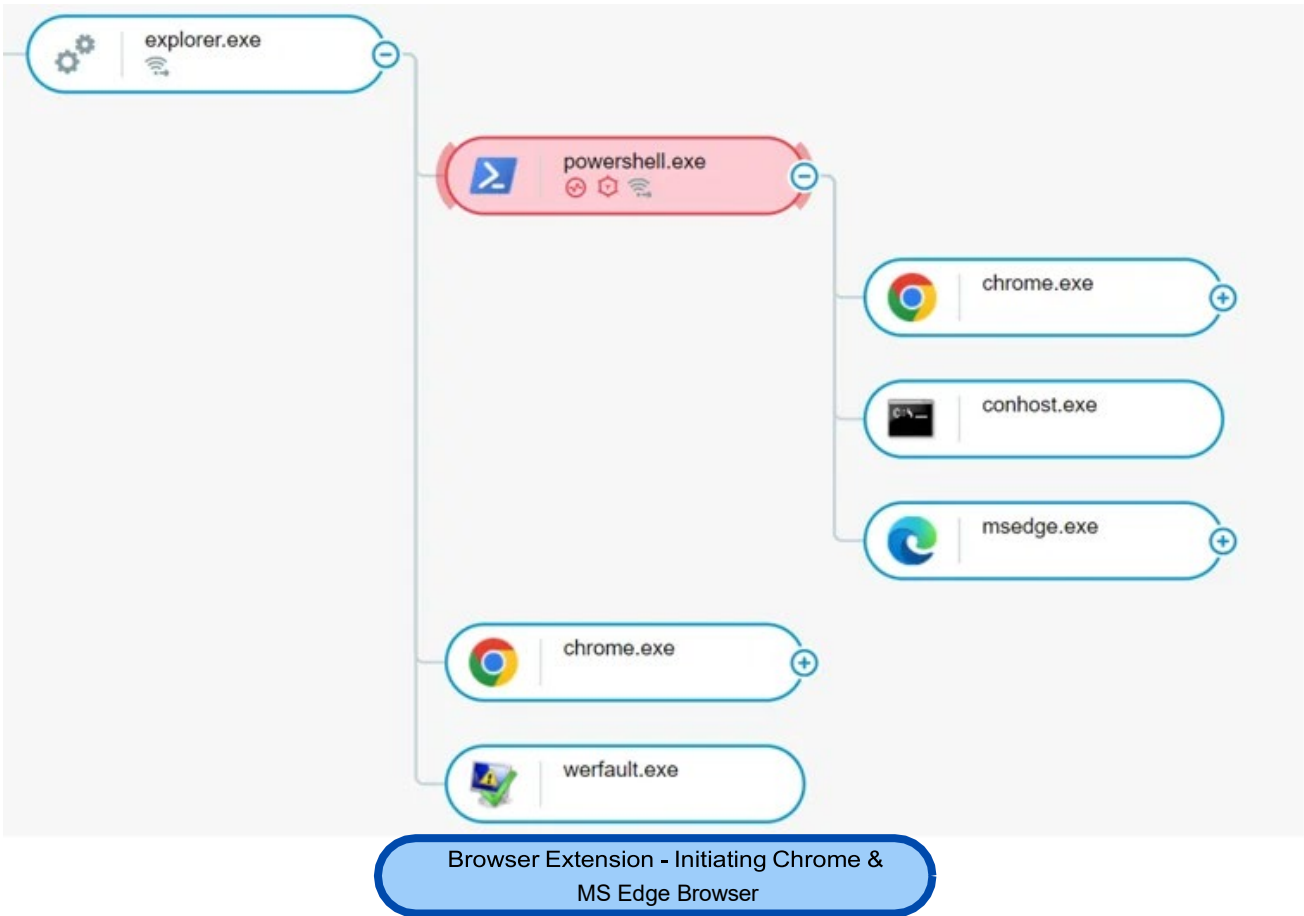 explorer.exe
powershell.exe
chrome.exe
conhost.exe
msedge.exe
chrome.exe
werfault.exe
Browser Extension - Initiating Chrome &
MS Edge Browser